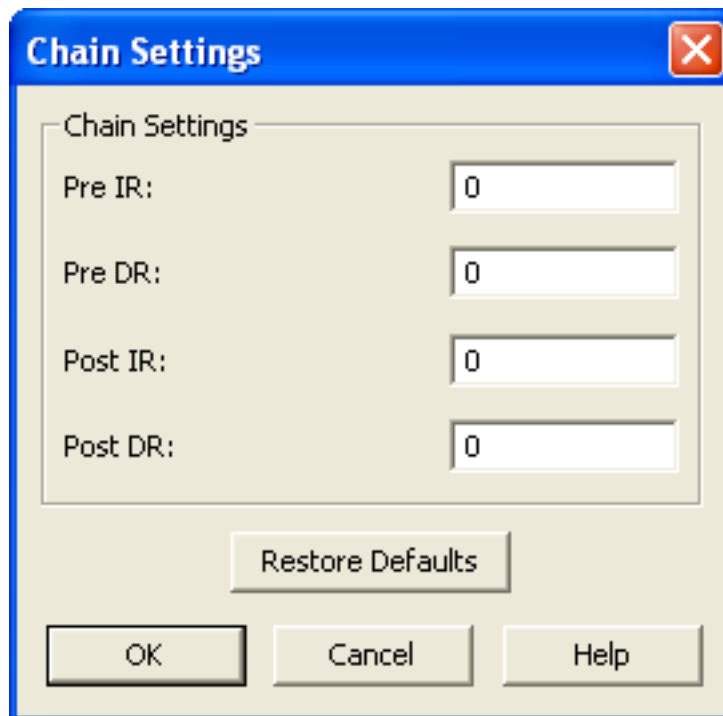 Chain Settings
Chain Settings
Pre IR: 0
Pre DR: 0
Post IR: 0
Post DR: 0
Restore Defaults
OK Cancel Help